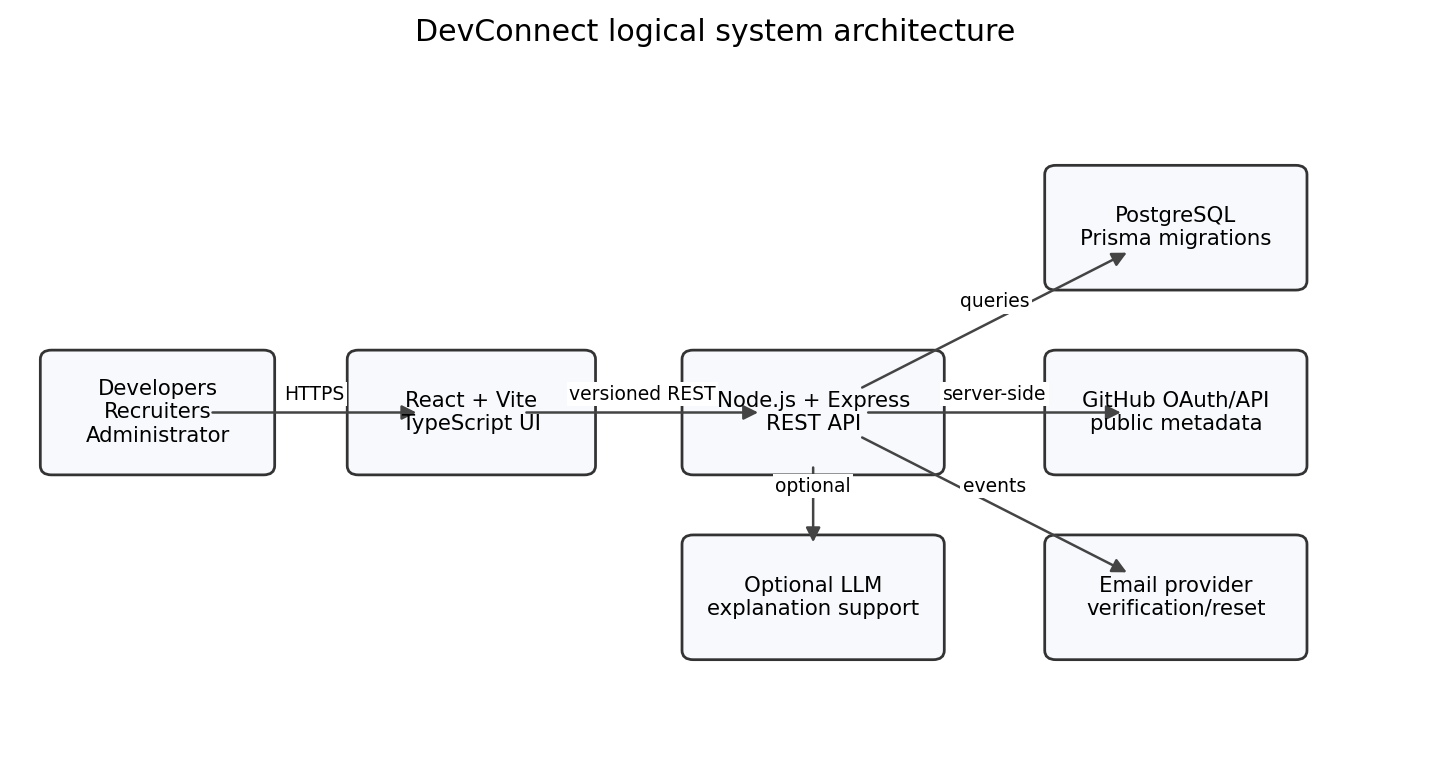 DevConnect logical system architecture
PostgreSQL
Prisma migrations
queries
Developers
Recruiters
Administrator
HTTPS
React + Vite
TypeScript UI
versioned REST
Node.js + Express
REST API
server-side
GitHub OAuth/API
public metadata
optional
events
Optional LLM
explanation support
Email provider
verification/reset